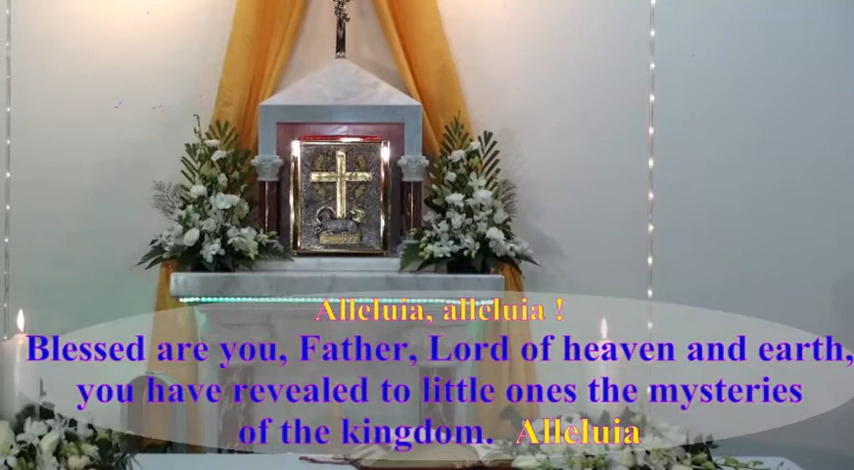 Alleluia, alleluia !
Blessed are you, Father, Lord of heaven and earth,
you have revealed to little ones the mysteries
of the kingdom. Alleluia